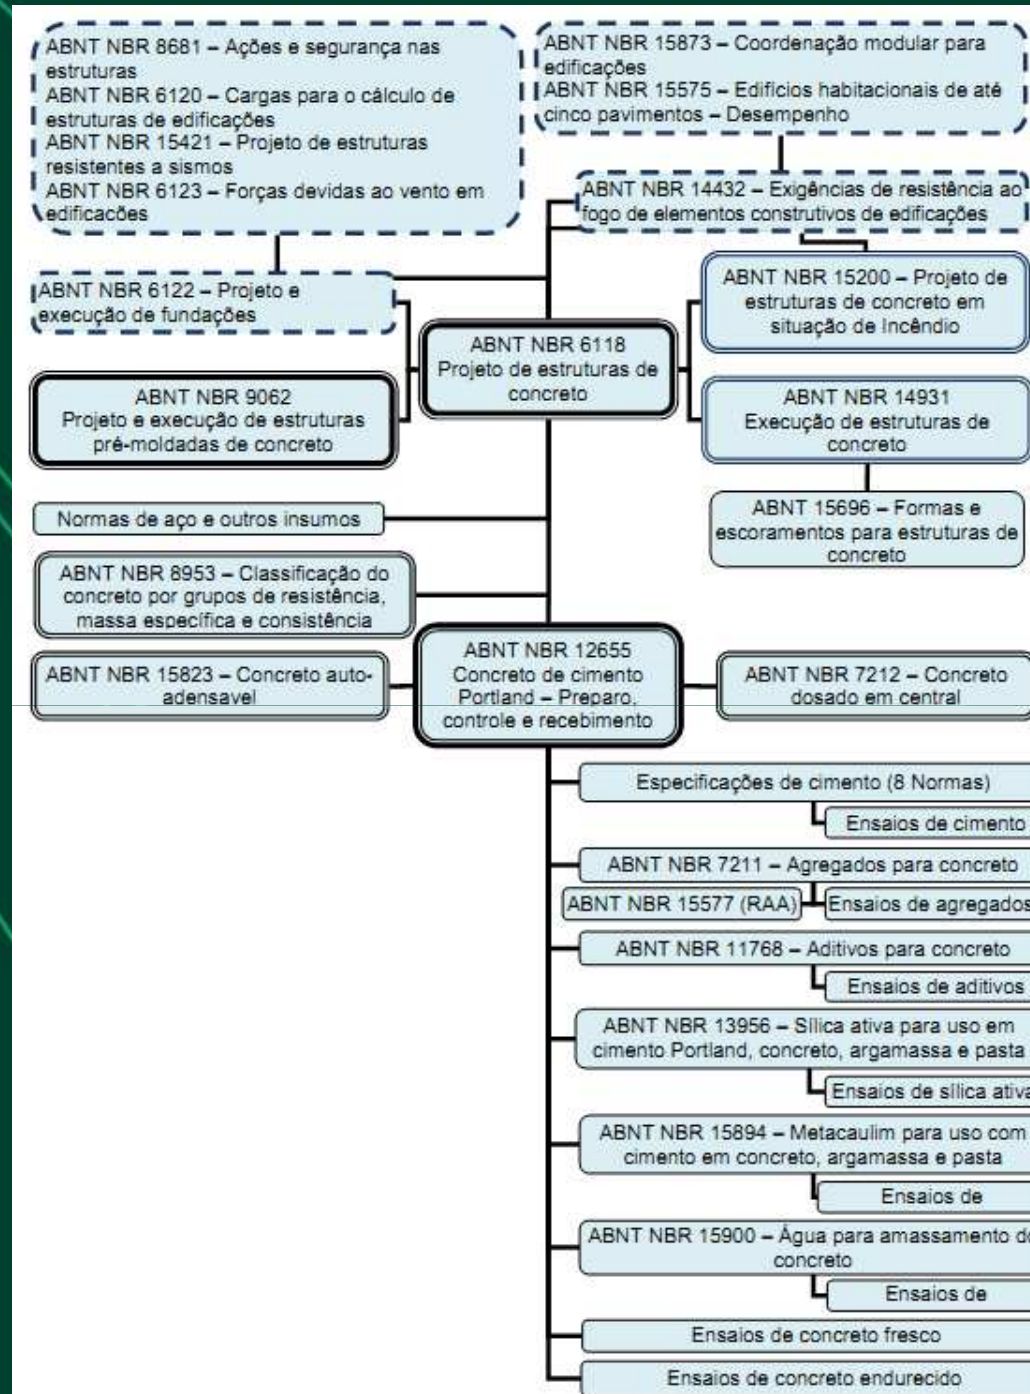 ABNT NBR 8681 – Ações e segurança nas
estruturas
ABNT NBR 6120 – Cargas para o cálculo de
estruturas de edificações
ABNT NBR 15421 – Projeto de estruturas
resistentes a sismos
ABNT NBR 6123 – Forças devidas ao vento em
edificacões
ABNT NBR 15873 – Coordenação modular para
edificações
ABNT NBR 15575 – Edifícios habitacionais de até
cinco pavimentos – Desempenho
ABNT NBR 14432 – Exigências de resistência ao
fogo de elementos construtivos de edificações
ABNT NBR 6122 – Projeto e
execução de fundações
ABNT NBR 15200 – Projeto de
estruturas de concreto em
situação de Incêndio
ABNT NBR 6118
Projeto de estruturas de
concreto
ABNT NBR 9062
Projeto e execução de estruturas
pré-moldadas de concreto
ABNT NBR 14931
Execução de estruturas de
concreto
Normas de aço e outros insumos
ABNT 15696 – Formas e
escoramentos para estruturas de
concreto
ABNT NBR 8953 – Classificação do
concreto por grupos de resistência,
massa específica e consistência
ABNT NBR 15823 – Concreto auto-
adensavel
ABNT NBR 12655
Concreto de cimento
Portland – Preparo,
controle e recebimento
ABNT NBR 7212 – Concreto
dosado em central
Especificações de cimento (8 Normas)
Ensaios de cimento
ABNT NBR 7211 – Agregados para concreto
ABNT NBR 15577 (RAA)
Ensaios de agregados
ABNT NBR 11768 – Aditivos para concreto
Ensaios de aditivos
ABNT NBR 13956 – Sílica ativa para uso em
cimento Portland, concreto, argamassa e pasta
Ensaios de sílica ativa
ABNT NBR 15894 – Metacaulim para uso com
cimento em concreto, argamassa e pasta
Ensaios de
ABNT NBR 15900 – Água para amassamento do
concreto
Ensaios de
Ensaios de concreto fresco
Ensaios de concreto endurecido